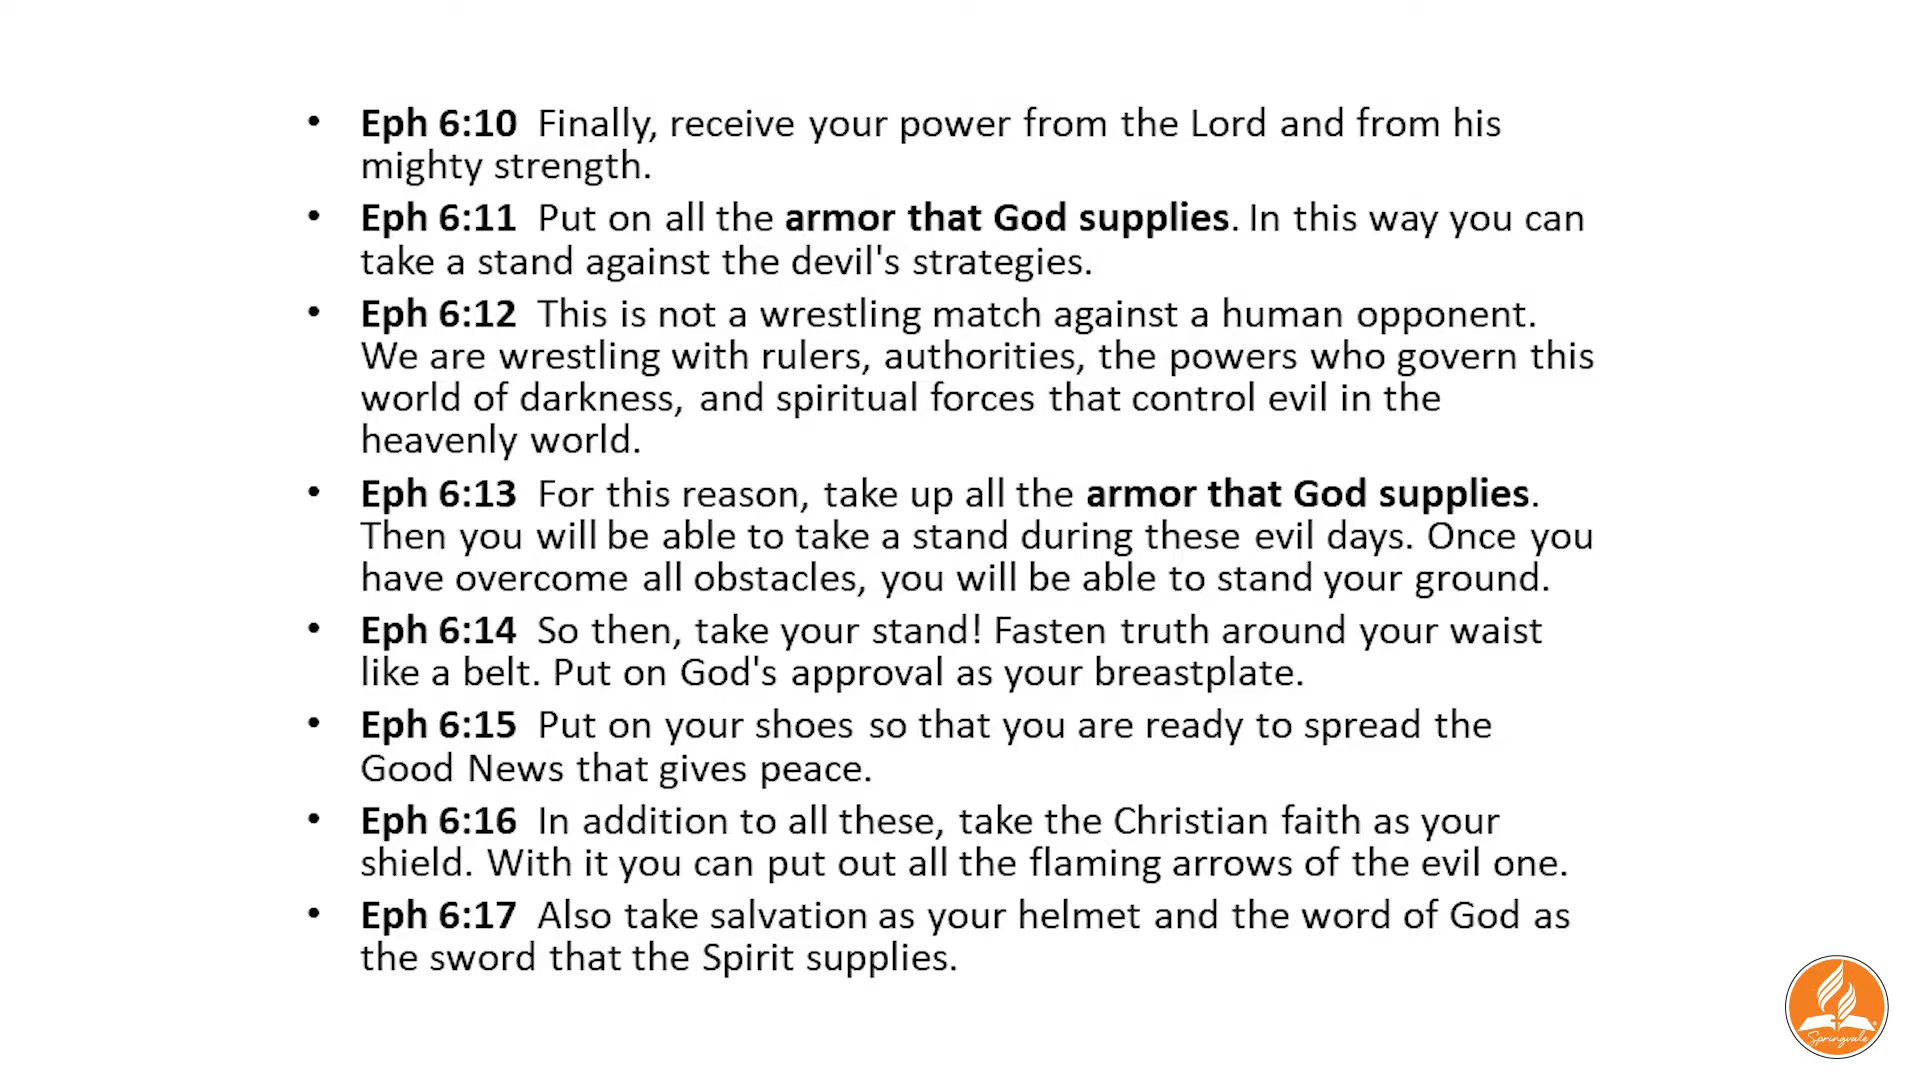 • Eph 6:10  Finally, receive your power from the Lord and from his
mighty strength.
• Eph 6:11  Put on all the armor that God supplies. In this way you can
take a stand against the devil's strategies.
• Eph 6:12  This is not a wrestling match against a human opponent.
We are wrestling with rulers, authorities, the powers who govern this
world of darkness, and spiritual forces that control evil in the
heavenly world.
• Eph 6:13  For this reason, take up all the armor that God supplies.
Then you will be able to take a stand during these evil days. Once you
have overcome all obstacles, you will be able to stand your ground.
• Eph 6:14  So then, take your stand! Fasten truth around your waist
like a belt. Put on God's approval as your breastplate.
• Eph 6:15  Put on your shoes so that you are ready to spread the
Good News that gives peace.
• Eph 6:16  In addition to all these, take the Christian faith as your
shield. With it you can put out all the flaming arrows of the evil one.
• Eph 6:17  Also take salvation as your helmet and the word of God as
the sword that the Spirit supplies.
Springvale